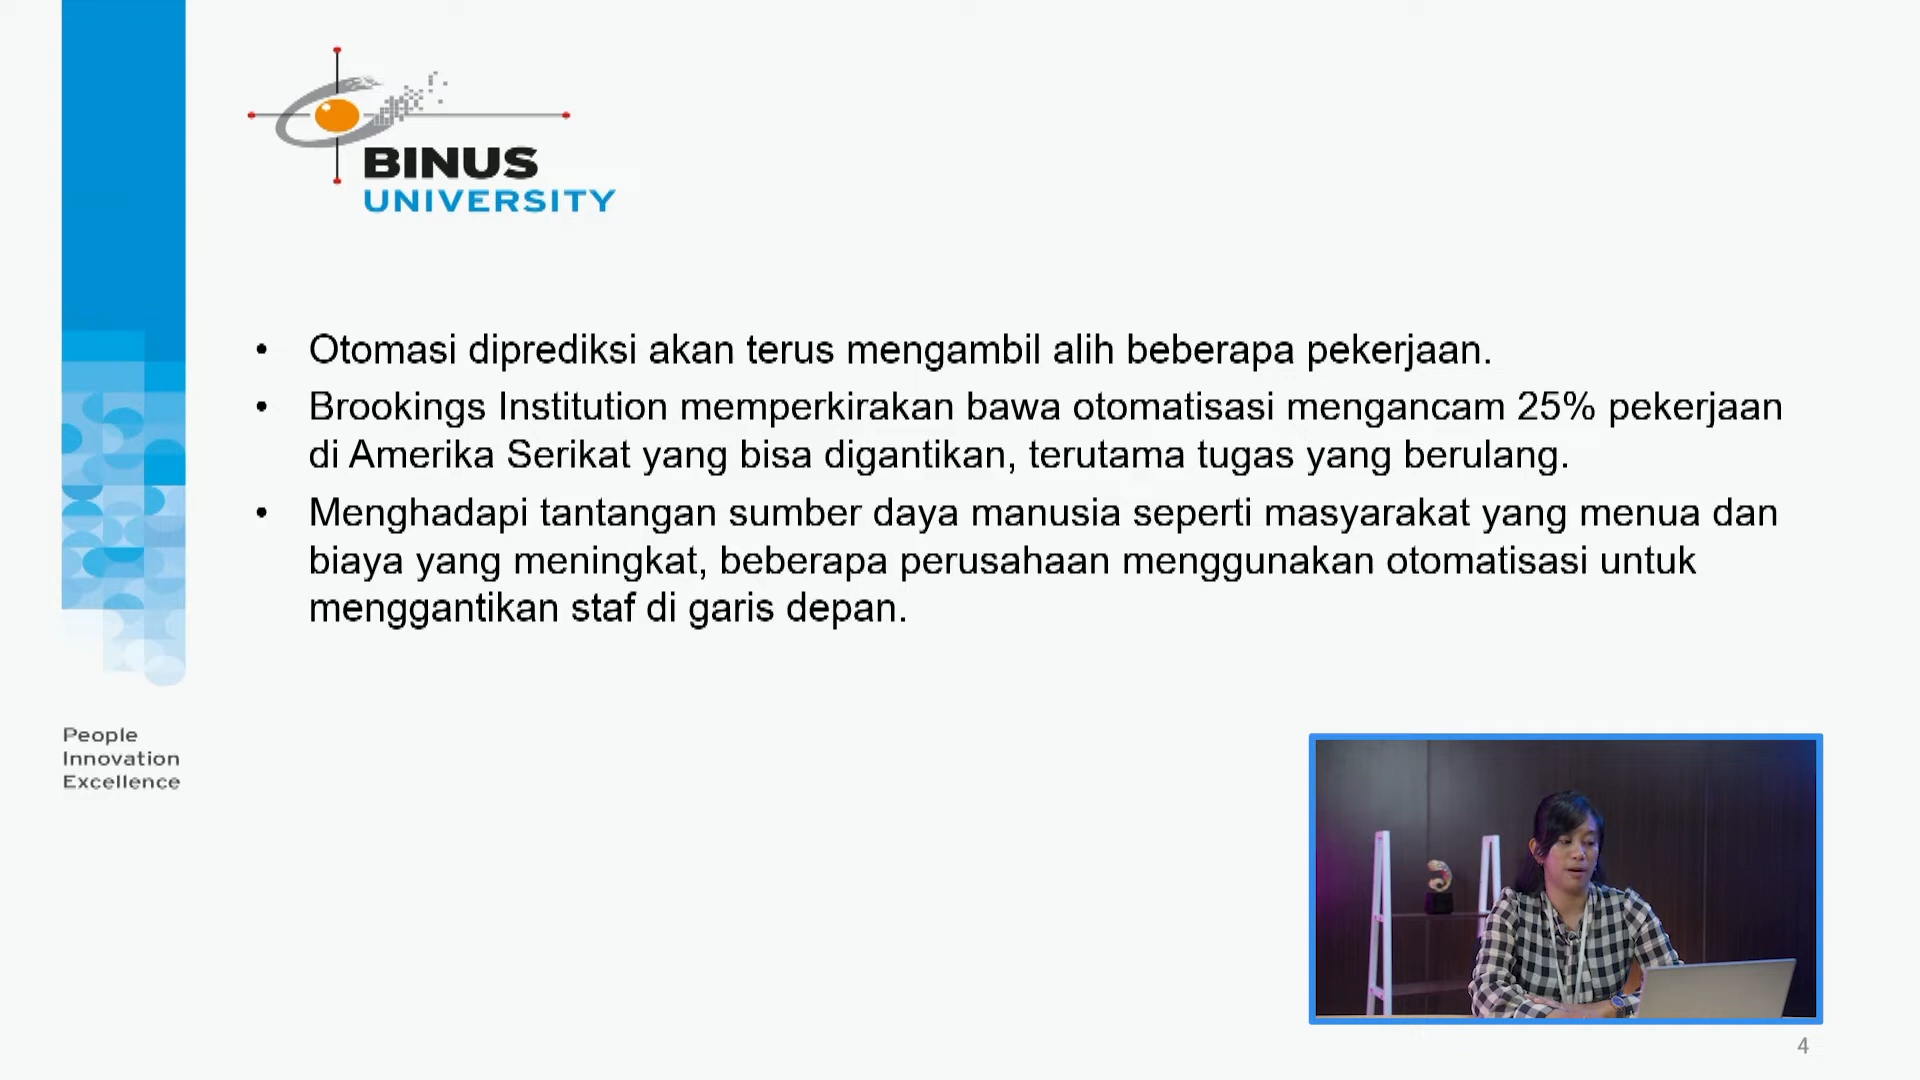 BINUS
UNIVERSITY
• Otomasi diprediksi akan terus mengambil alih beberapa pekerjaan.
• Brookings Institution memperkirakan bawa otomatisasi mengancam 25% pekerjaan
di Amerika Serikat yang bisa digantikan, terutama tugas yang berulang.
• Menghadapi tantangan sumber daya manusia seperti masyarakat yang menua dan
biaya yang meningkat, beberapa perusahaan menggunakan otomatisasi untuk
menggantikan staf di garis depan.
People
Innovation
Excellence
4